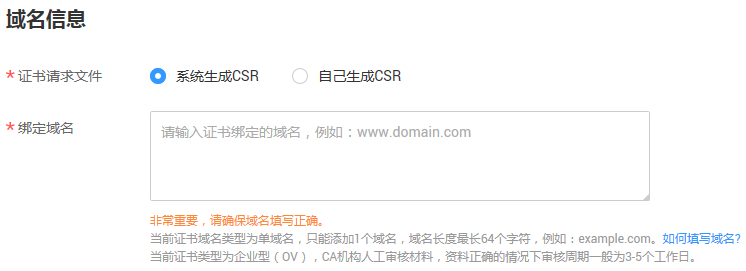 域名信息
* 证书请求文件 系统生成CSR 自己生成CSR
* 绑定域名 请输入证书绑定的域名，例如：www.domain.com
非常重要，请确保域名填写正确。
当前证书域名类型为单域名，只能添加1个域名，域名长度最长64个字符，例如：example.com。如何填写域名?
当前证书类型为企业型（OV），CA机构人工审核材料，资料正确的情况下审核周期一般为3-5个工作日。